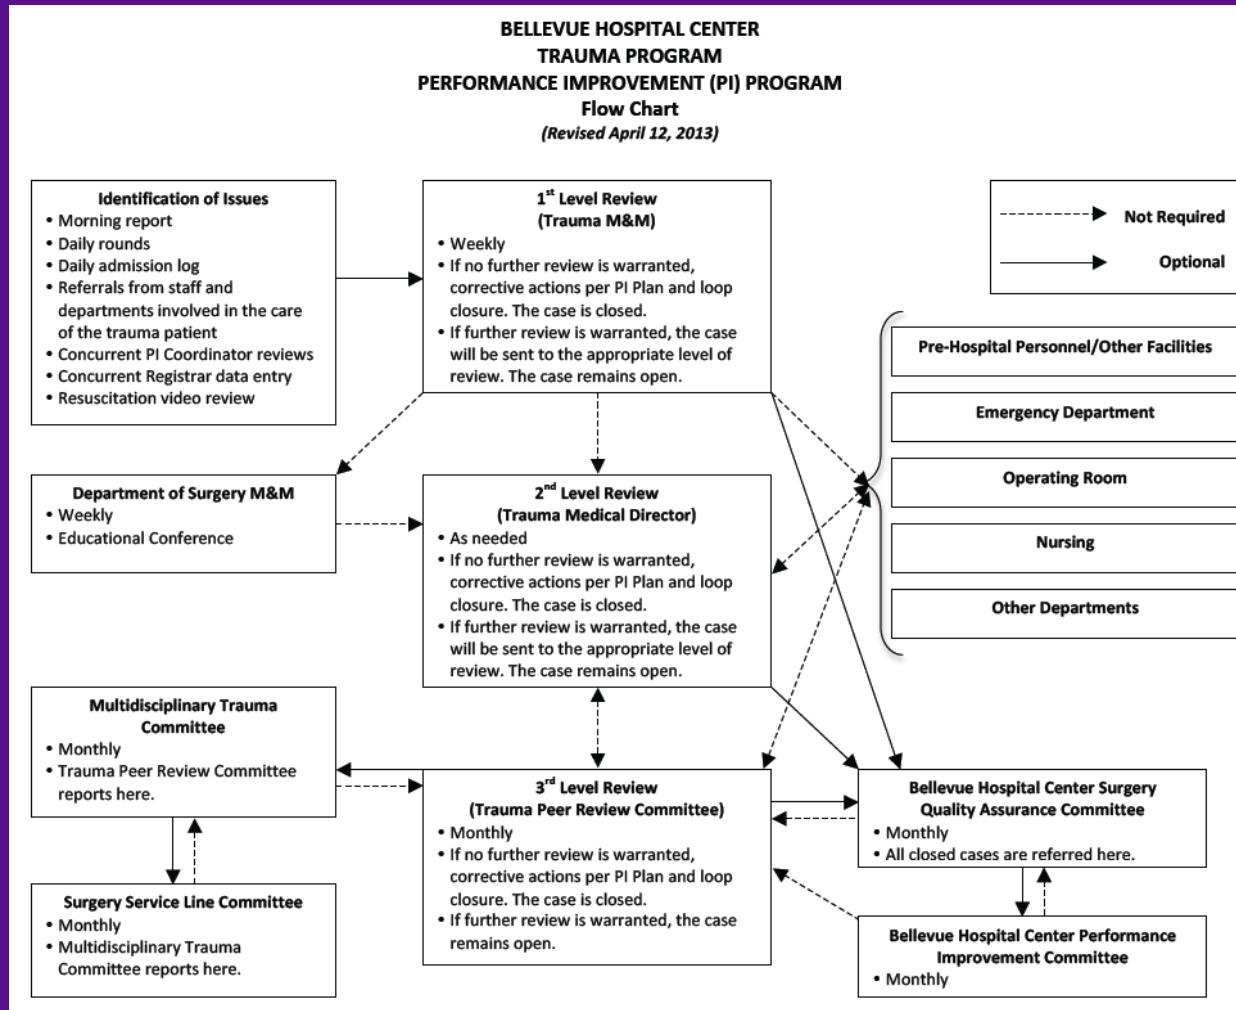 BELLEVUE HOSPITAL CENTER
TRAUMA PROGRAM
PERFORMANCE IMPROVEMENT (PI) PROGRAM
Flow Chart
(Revised April 12, 2013)
Identification of Issues
• Morning report
• Daily rounds
• Daily admission log
• Referrals from staff and
departments involved in the care
of the trauma patient
• Concurrent PI Coordinator reviews
• Concurrent Registrar data entry
• Resuscitation video review
1st Level Review
(Trauma M&M)
• Weekly
• If no further review is warranted,
corrective actions per PI Plan and loop
closure. The case is closed.
• If further review is warranted, the case
will be sent to the appropriate level of
review. The case remains open.
Not Required
Optional
Pre-Hospital Personnel/Other Facilities
Emergency Department
Operating Room
Nursing
Other Departments
Department of Surgery M&M
• Weekly
• Educational Conference
2nd Level Review
(Trauma Medical Director)
• As needed
• If no further review is warranted,
corrective actions per PI Plan and loop
closure. The case is closed.
• If further review is warranted, the case
will be sent to the appropriate level of
review. The case remains open.
Multidisciplinary Trauma
Committee
• Monthly
• Trauma Peer Review Committee
reports here.
3rd Level Review
(Trauma Peer Review Committee)
• Monthly
• If no further review is warranted,
corrective actions per PI Plan and loop
closure. The case is closed.
• If further review is warranted, the case
remains open.
Bellevue Hospital Center Surgery
Quality Assurance Committee
• Monthly
• All closed cases are referred here.
Surgery Service Line Committee
• Monthly
• Multidisciplinary Trauma
Committee reports here.
Bellevue Hospital Center Performance
Improvement Committee
• Monthly